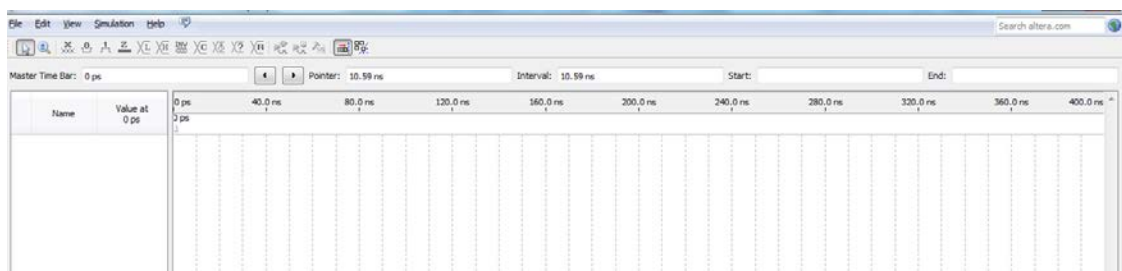 File Edit View Simulation Help Search altera.com
Master Time Bar: 0 ps Pointer: 10.59 ns Interval: 10.59 ns Start: End:
Name Value at 0 ps
0 ps 40.0 ns 80.0 ns 120.0 ns 160.0 ns 200.0 ns 240.0 ns 280.0 ns 320.0 ns 360.0 ns 400.0 ns
0 ps